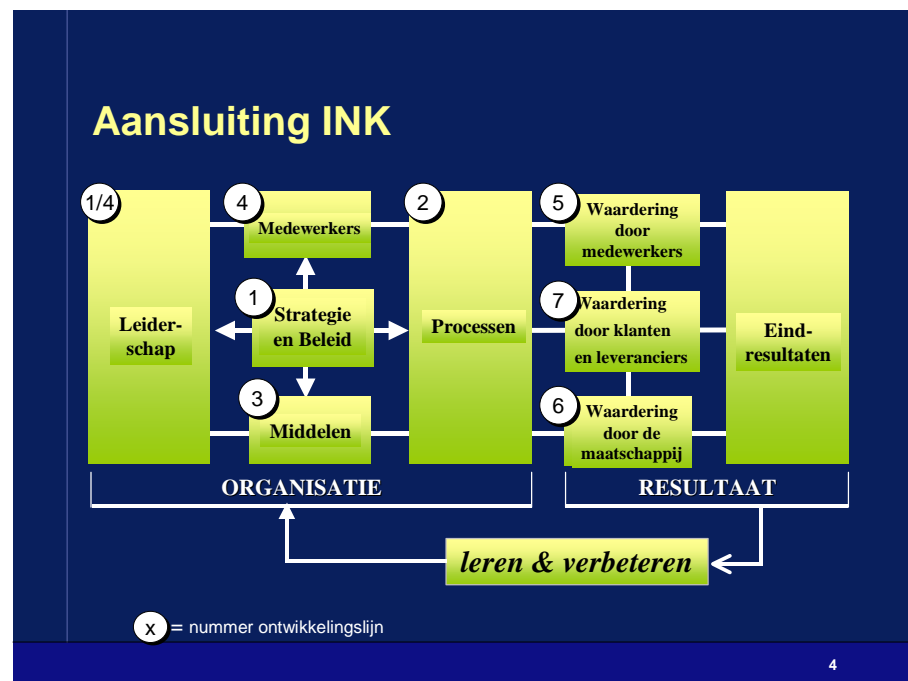 Aansluiting INK
1/4
Leider-
schap
4
Medewerkers
1
Strategie
en Beleid
3
Middelen
2
Processen
5
Waardering
door
medewerkers
7
Waardering
door klanten
en leveranciers
6
Waardering
door de
maatschappij
Eind-
resultaten
ORGANISATIE
RESULTAAT
leren & verbeteren
x = nummer ontwikkelingslijn
4